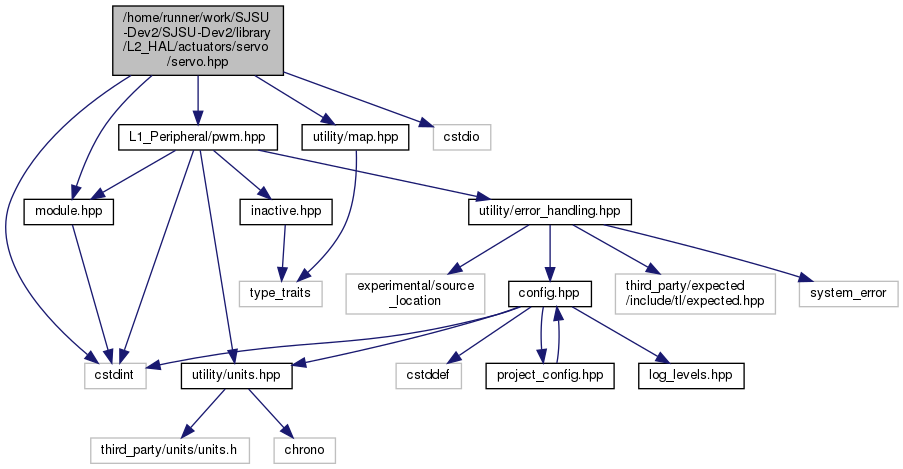 /home/runner/work/SJSU
-Dev2/SJSU-Dev2/library
/L2_HAL/actuators/servo
/servo.hpp
L1_Peripheral/pwm.hpp
utility/map.hpp
cstdio
module.hpp
inactive.hpp
utility/error_handling.hpp
type_traits
experimental/source
_location
config.hpp
third_party/expected
/include/tl/expected.hpp
system_error
cstdint
utility/units.hpp
cstddef
project_config.hpp
log_levels.hpp
third_party/units/units.h
chrono